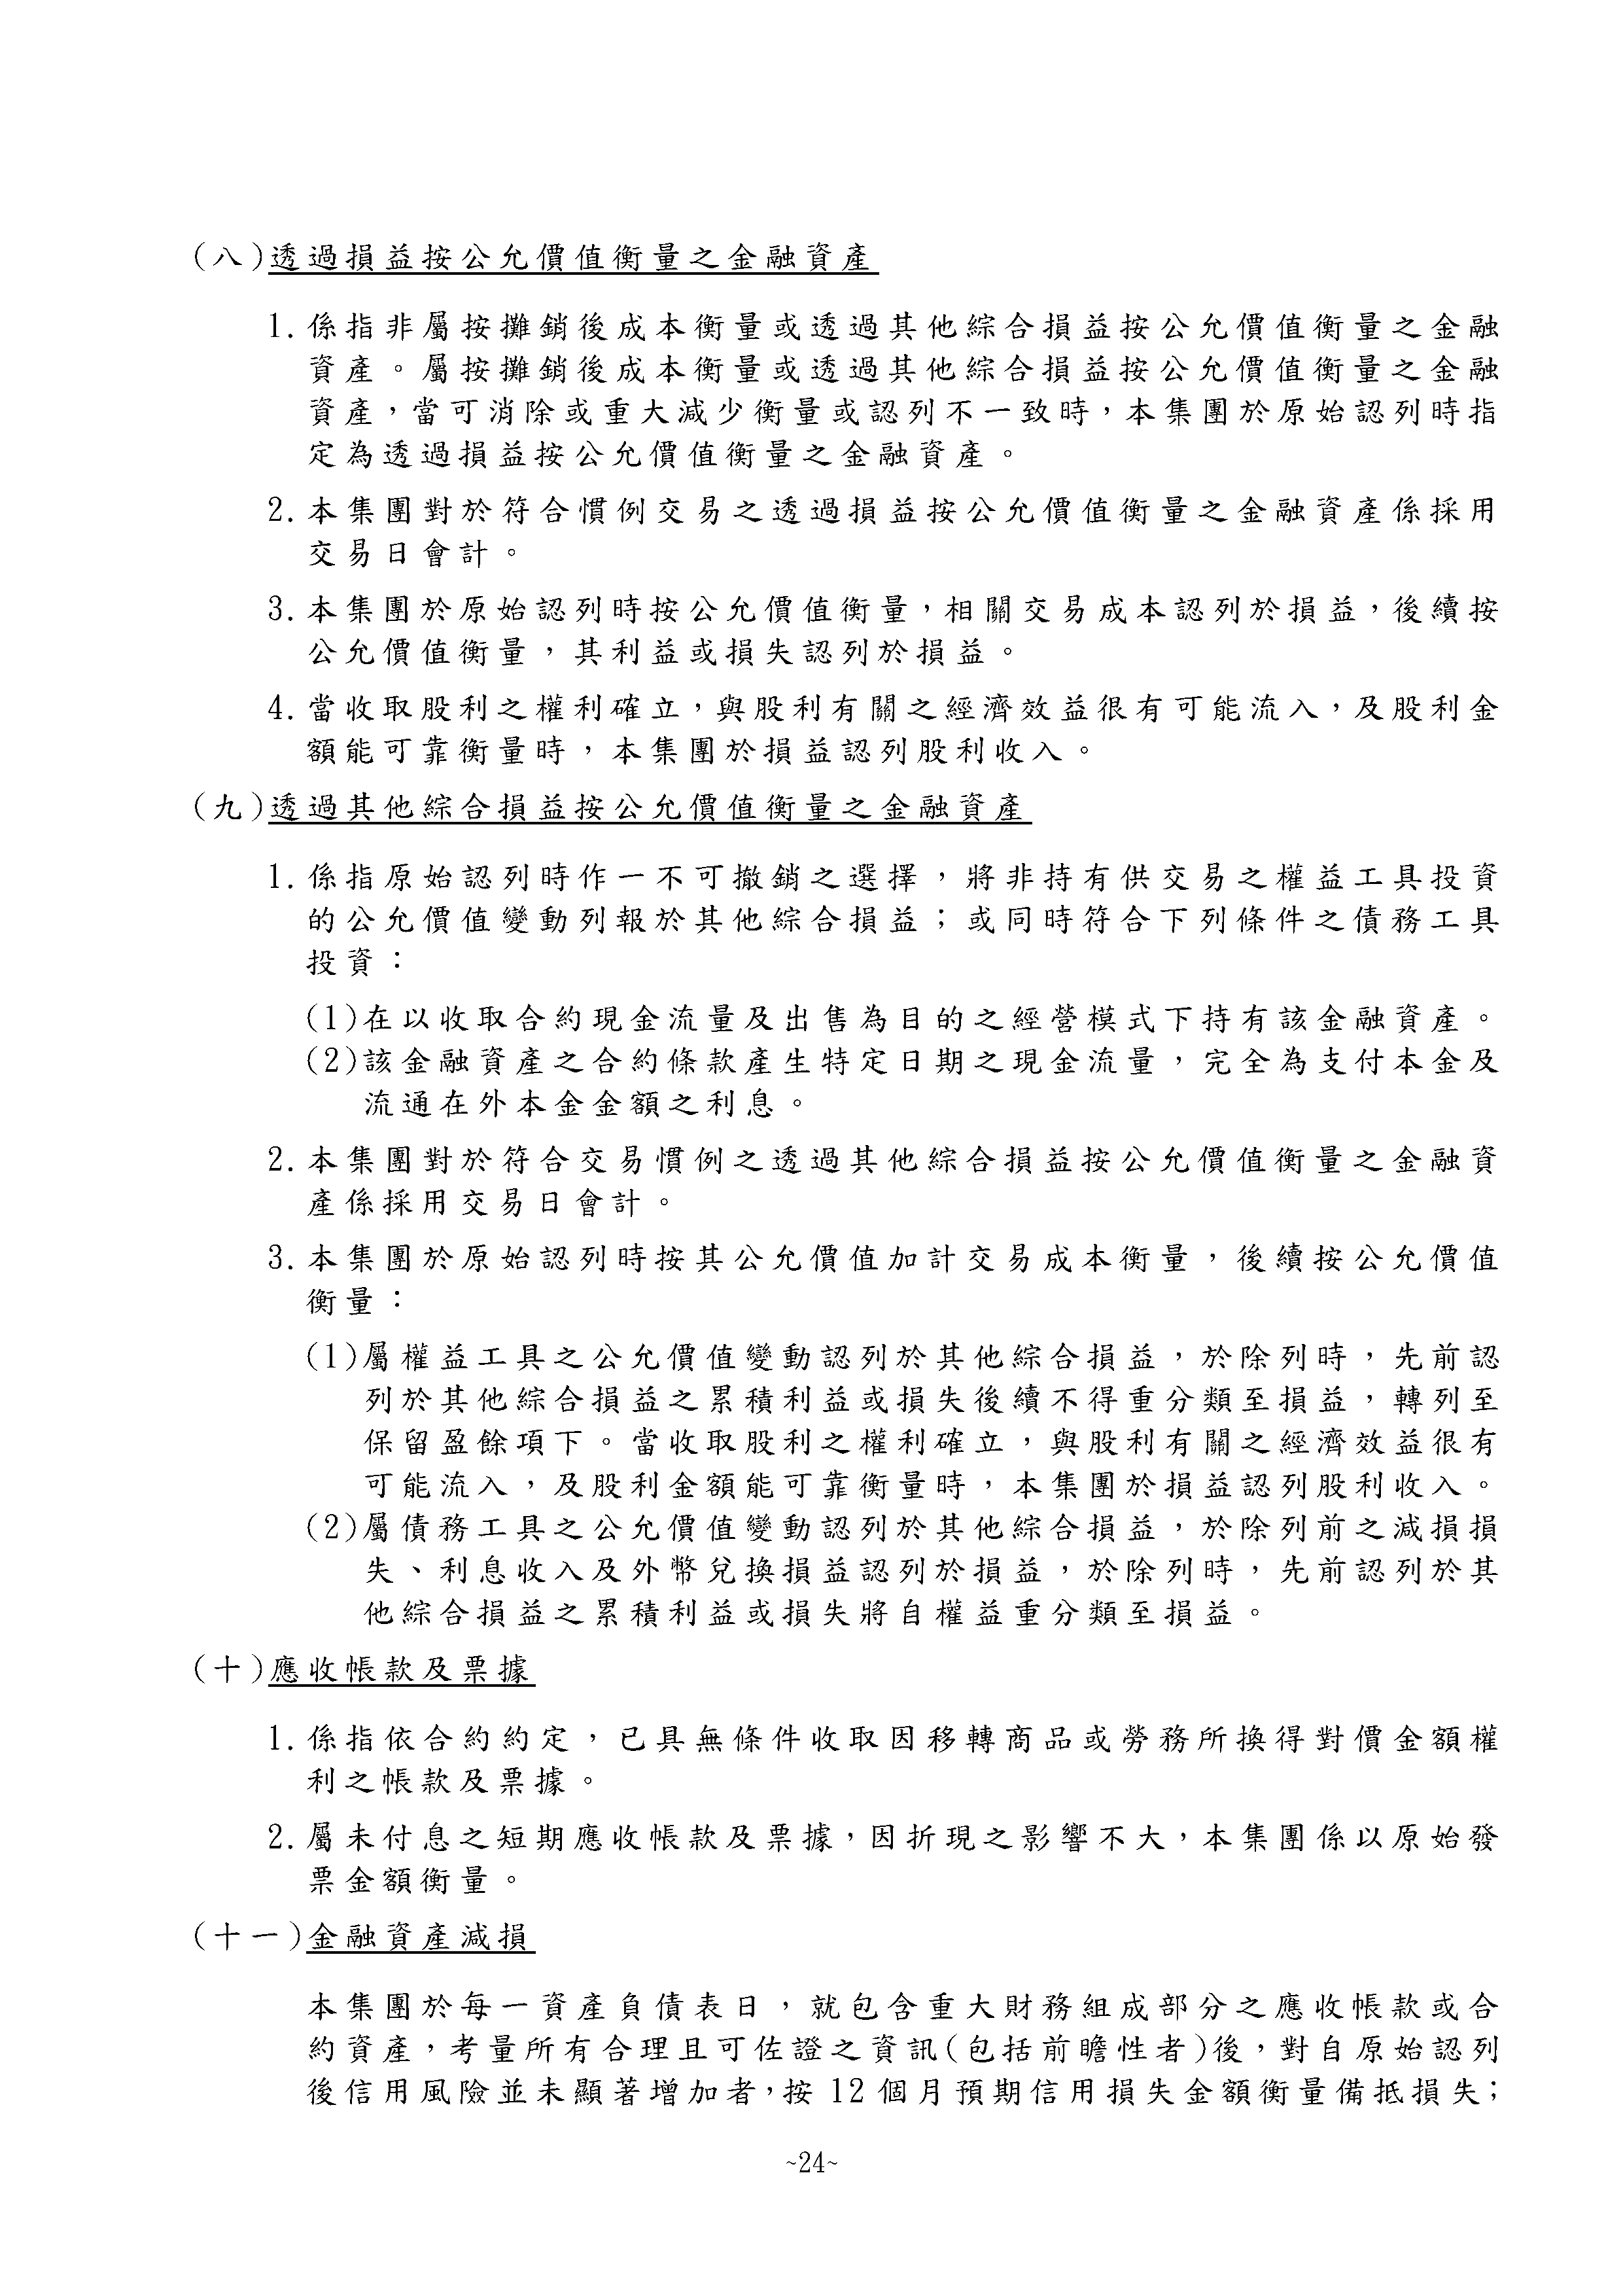 (八)透過損益按公允價值衡量之金融資產
1.係指非屬按攤銷後成本衡量或透過其他綜合損益按公允價值衡量之金融
資產。屬按攤銷後成本衡量或透過其他綜合損益按公允價值衡量之金融
資產，當可消除或重大減少衡量或認列不一致時，本集團於原始認列時指
定為透過損益按公允價值衡量之金融資產。
2.本集團對於符合慣例交易之透過損益按公允價值衡量之金融資產係採用
交易日會計。
3.本集團於原始認列時按公允價值衡量，相關交易成本認列於損益，後續按
公允價值衡量，其利益或損失認列於損益。
4.當收取股利之權利確立，與股利有關之經濟效益很有可能流入，及股利金
額能可靠衡量時，本集團於損益認列股利收入。
(九)透過其他綜合損益按公允價值衡量之金融資產
1.係指原始認列時作一不可撤銷之選擇，將非持有供交易之權益工具投資
的公允價值變動列報於其他綜合損益；或同時符合下列條件之債務工具
投資：
(1)在以收取合約現金流量及出售為目的之經營模式下持有該金融資產。
(2)該金融資產之合約條款產生特定日期之現金流量，完全為支付本金及
流通在外本金金額之利息。
2.本集團對於符合交易慣例之透過其他綜合損益按公允價值衡量之金融資
產係採用交易日會計。
3.本集團於原始認列時按其公允價值加計交易成本衡量，後續按公允價值
衡量：
(1)屬權益工具之公允價值變動認列於其他綜合損益，於除列時，先前認
列於其他綜合損益之累積利益或損失後續不得重分類至損益，轉列至
保留盈餘項下。當收取股利之權利確立，與股利有關之經濟效益很有
可能流入，及股利金額能可靠衡量時，本集團於損益認列股利收入。
(2)屬債務工具之公允價值變動認列於其他綜合損益，於除列前之減損損
失、利息收入及外幣兌換損益認列於損益，於除列時，先前認列於其
他綜合損益之累積利益或損失將自權益重分類至損益。
(十)應收帳款及票據
1.係指依合約約定，已具無條件收取因移轉商品或勞務所換得對價金額權
利之帳款及票據。
2.屬未付息之短期應收帳款及票據，因折現之影響不大，本集團係以原始發
票金額衡量。
(十一)金融資產減損
本集團於每一資產負債表日，就包含重大財務組成部分之應收帳款或合
約資產，考量所有合理且可佐證之資訊(包括前瞻性者)後，對自原始認列
後信用風險並未顯著增加者，按 12 個月預期信用損失金額衡量備抵損失；
~24~